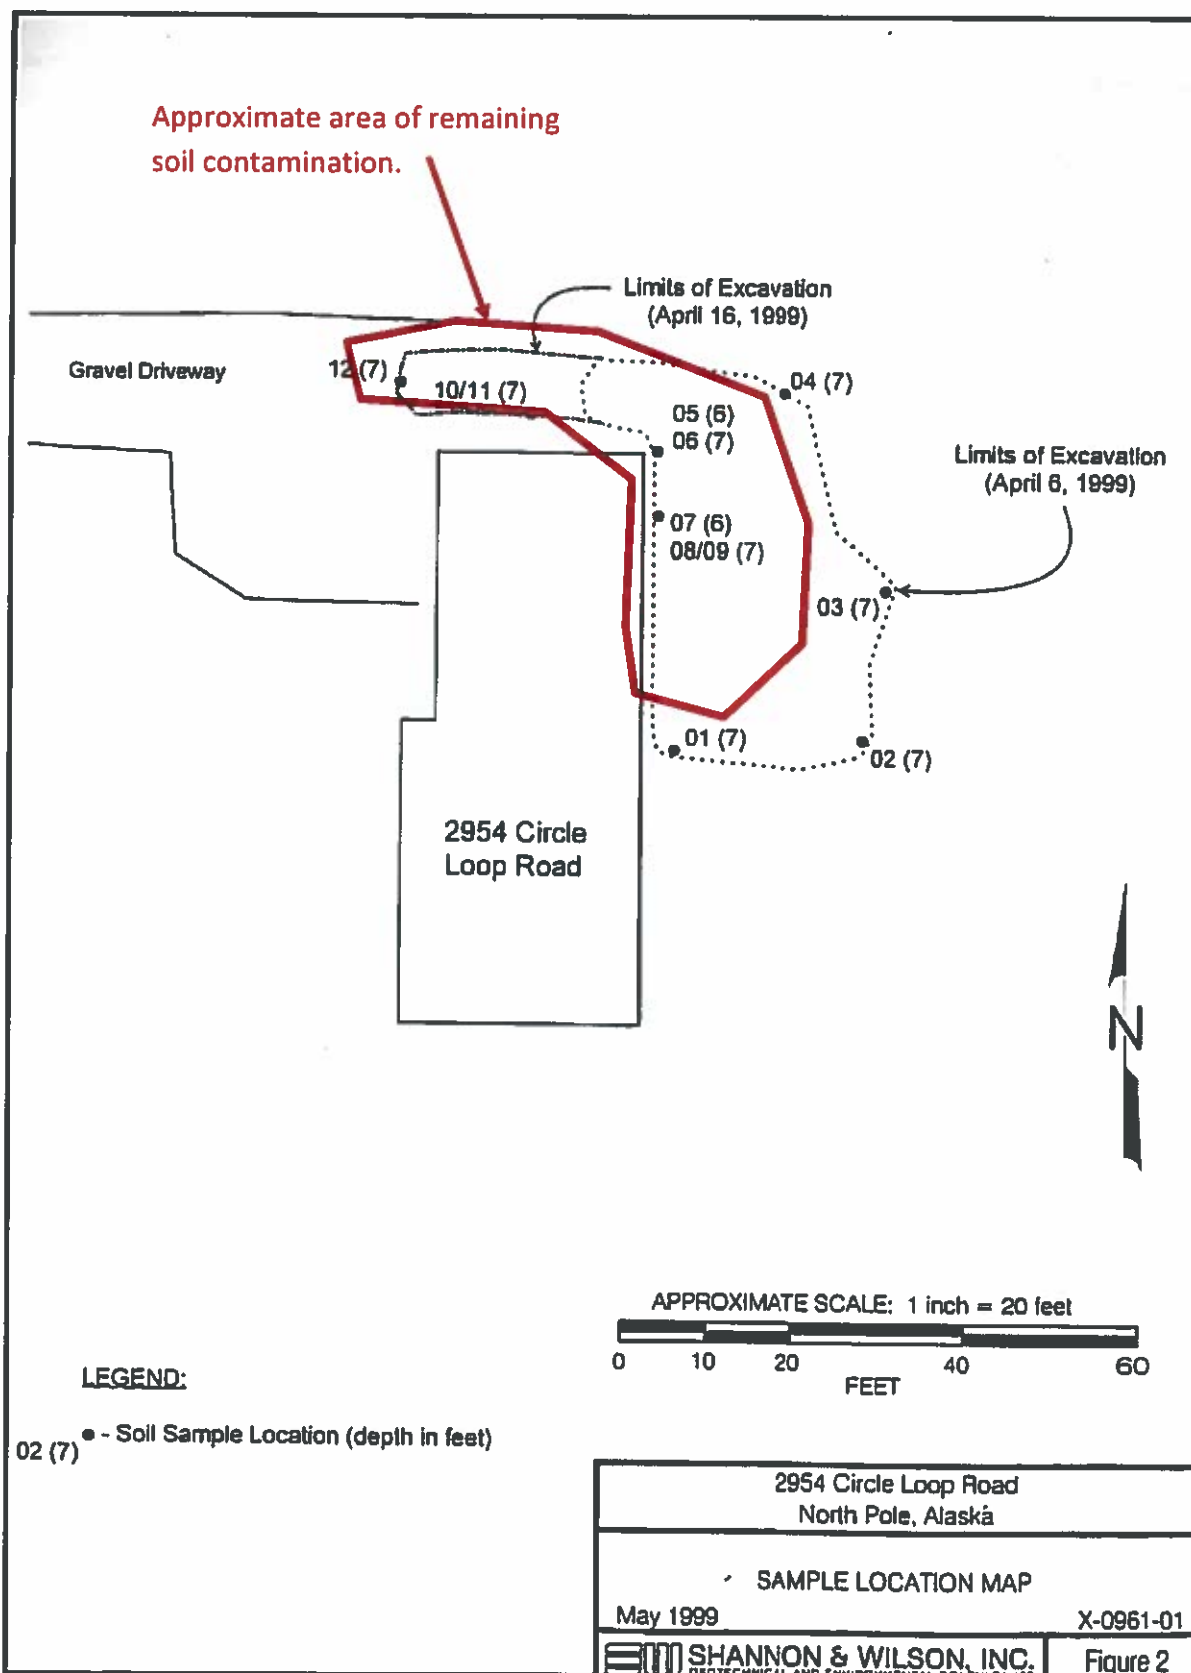 Approximate area of remaining
soil contamination.
Limits of Excavation
(April 16, 1999)
Gravel Driveway
12 (7)
10/11 (7)
04 (7)
05 (6)
06 (7)
Limits of Excavation
(April 6, 1999)
07 (6)
08/09 (7)
03 (7)
01 (7)
02 (7)
2954 Circle
Loop Road
N
APPROXIMATE SCALE: 1 inch = 20 feet
0 10 20 40 60
FEET
LEGEND:
02 (7) - Soil Sample Location (depth in feet)
2954 Circle Loop Road
North Pole, Alaska
SAMPLE LOCATION MAP
May 1999 X-0961-01
SHANNON & WILSON, INC. Figure 2